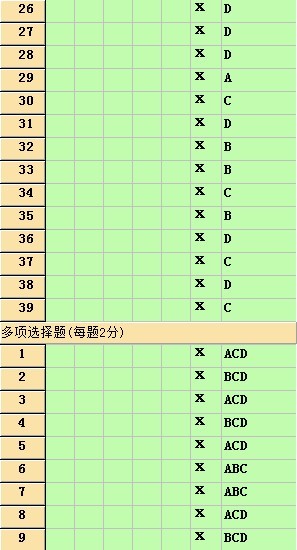 26 X D
27 X D
28 X D
29 X A
30 X C
31 X D
32 X B
33 X B
34 X C
35 X B
36 X D
37 X C
38 X D
39 X C
多项选择题(每题2分)
1 X ACD
2 X BCD
3 X ACD
4 X BCD
5 X ACD
6 X ABC
7 X ABC
8 X ACD
9 X BCD